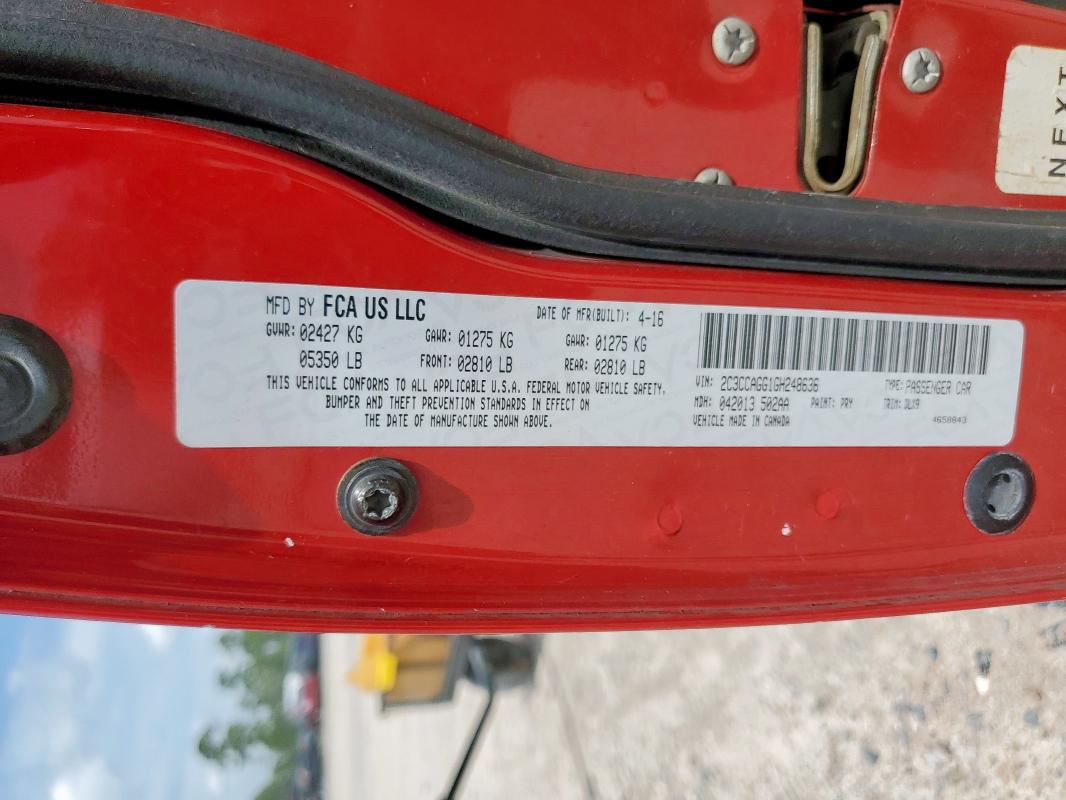 MFD BY FCA US LLC DATE OF MFR(BUILT): 4-16
GVWR: 02427 KG GAWR: 01275 KG GAWR: 01275 KG
05350 LB FRONT: 02810 LB REAR: 02810 LB
THIS VEHICLE CONFORMS TO ALL APPLICABLE U.S.A. FEDERAL MOTOR VEHICLE SAFETY,
BUMPER AND THEFT PREVENTION STANDARDS IN EFFECT ON
THE DATE OF MANUFACTURE SHOWN ABOVE.
VIN: 2C3CCAGG1GH248636 TYPE: PASSENGER CAR
MDH: 042013 502AA PAINT: PRY TRIM: DLX9
VEHICLE MADE IN CANADA 4658843
NEXT